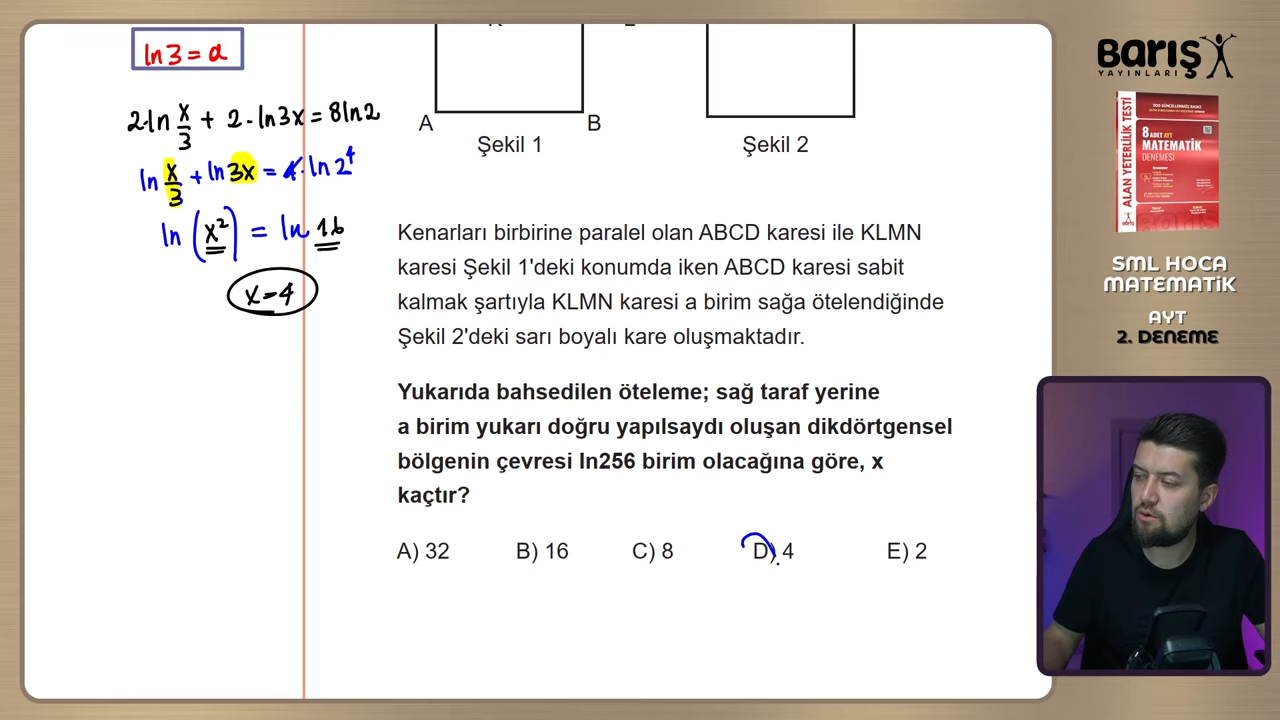 ln3 = a
2·ln x/3 + 2·ln3x = 8ln2
ln x/3 + ln3x = 4·ln2⁴
ln (x²) = ln 16
x=4
A
B
Şekil 1
Şekil 2
Kenarları birbirine paralel olan ABCD karesi ile KLMN
karesi Şekil 1'deki konumda iken ABCD karesi sabit
kalmak şartıyla KLMN karesi a birim sağa ötelendiğinde
Şekil 2'deki sarı boyalı kare oluşmaktadır.
Yukarıda bahsedilen öteleme; sağ taraf yerine
a birim yukarı doğru yapılsaydı oluşan dikdörtgensel
bölgenin çevresi ln256 birim olacağına göre, x
kaçtır?
A) 32 B) 16 C) 8 D) 4 E) 2
BARIŞ
YAYINLARI
ALAN YETERLİLİK TESTİ
8 ADET AYT
MATEMATİK
DENEMESİ
SML HOCA
MATEMATİK
AYT
2. DENEME